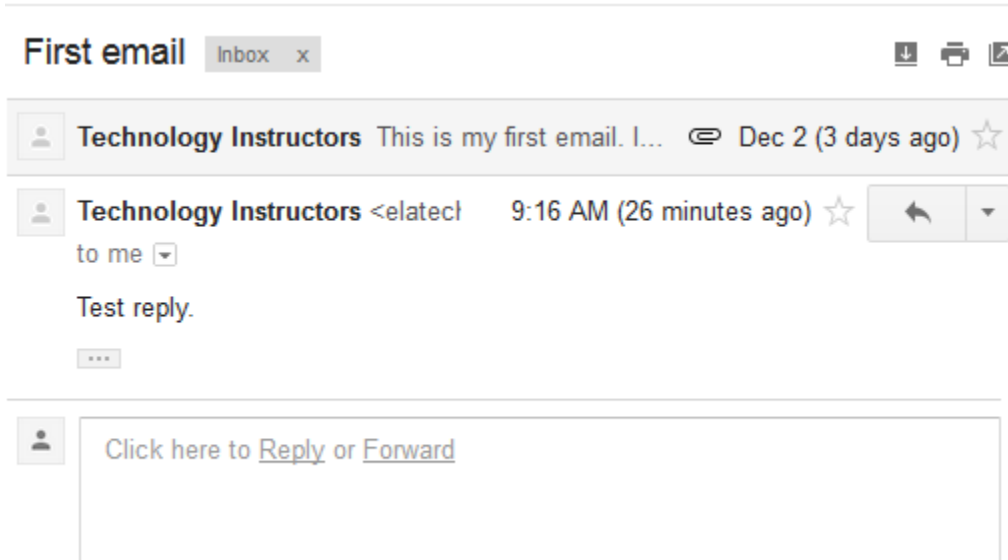 First email Inbox x
Technology Instructors This is my first email. I... Dec 2 (3 days ago)
Technology Instructors <elatech 9:16 AM (26 minutes ago)
to me
Test reply.
...
Click here to Reply or Forward